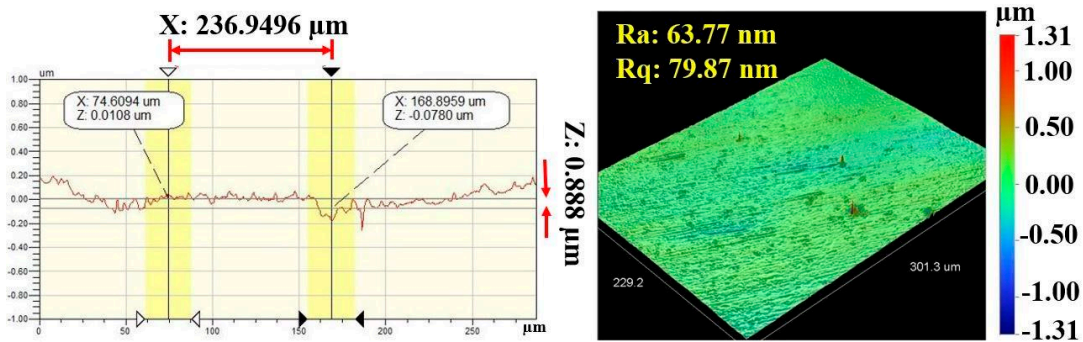 X: 236.9496 µm
um
1.00
0.80
0.60
0.40
0.20
0.00
-0.20
-0.40
-0.60
-0.80
-1.00
X: 74.6094 um
Z: 0.0108 um
X: 168.8959 um
Z: -0.0780 um
0
50
100
150
200
250
µm
Z: 0.888 µm
Ra: 63.77 nm
Rq: 79.87 nm
229.2
301.3 um
µm
1.31
1.00
0.50
0.00
-0.50
-1.00
-1.31